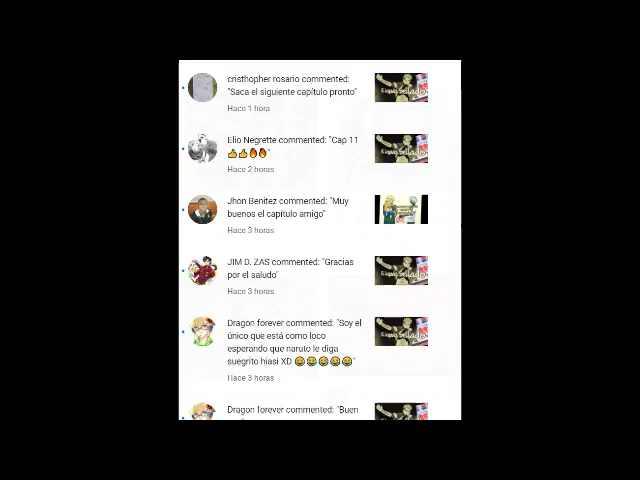 cristhopher rosario commented:
"Saca el siguiente capítulo pronto"
Hace 1 hora
Elio Negrette commented: "Cap 11
👍👍🔥🔥"
Hace 2 horas
Jhon Benitez commented: "Muy
buenos el capítulo amigo"
Hace 3 horas
JIM D. ZAS commented: "Gracias
por el saludo"
Hace 3 horas
Dragon forever commented: "Soy el
único que está como loco
esperando que naruto le diga
suegrito hiasi XD 😂😂😂😂😂"
Hace 3 horas
Dragon forever commented: "Buen